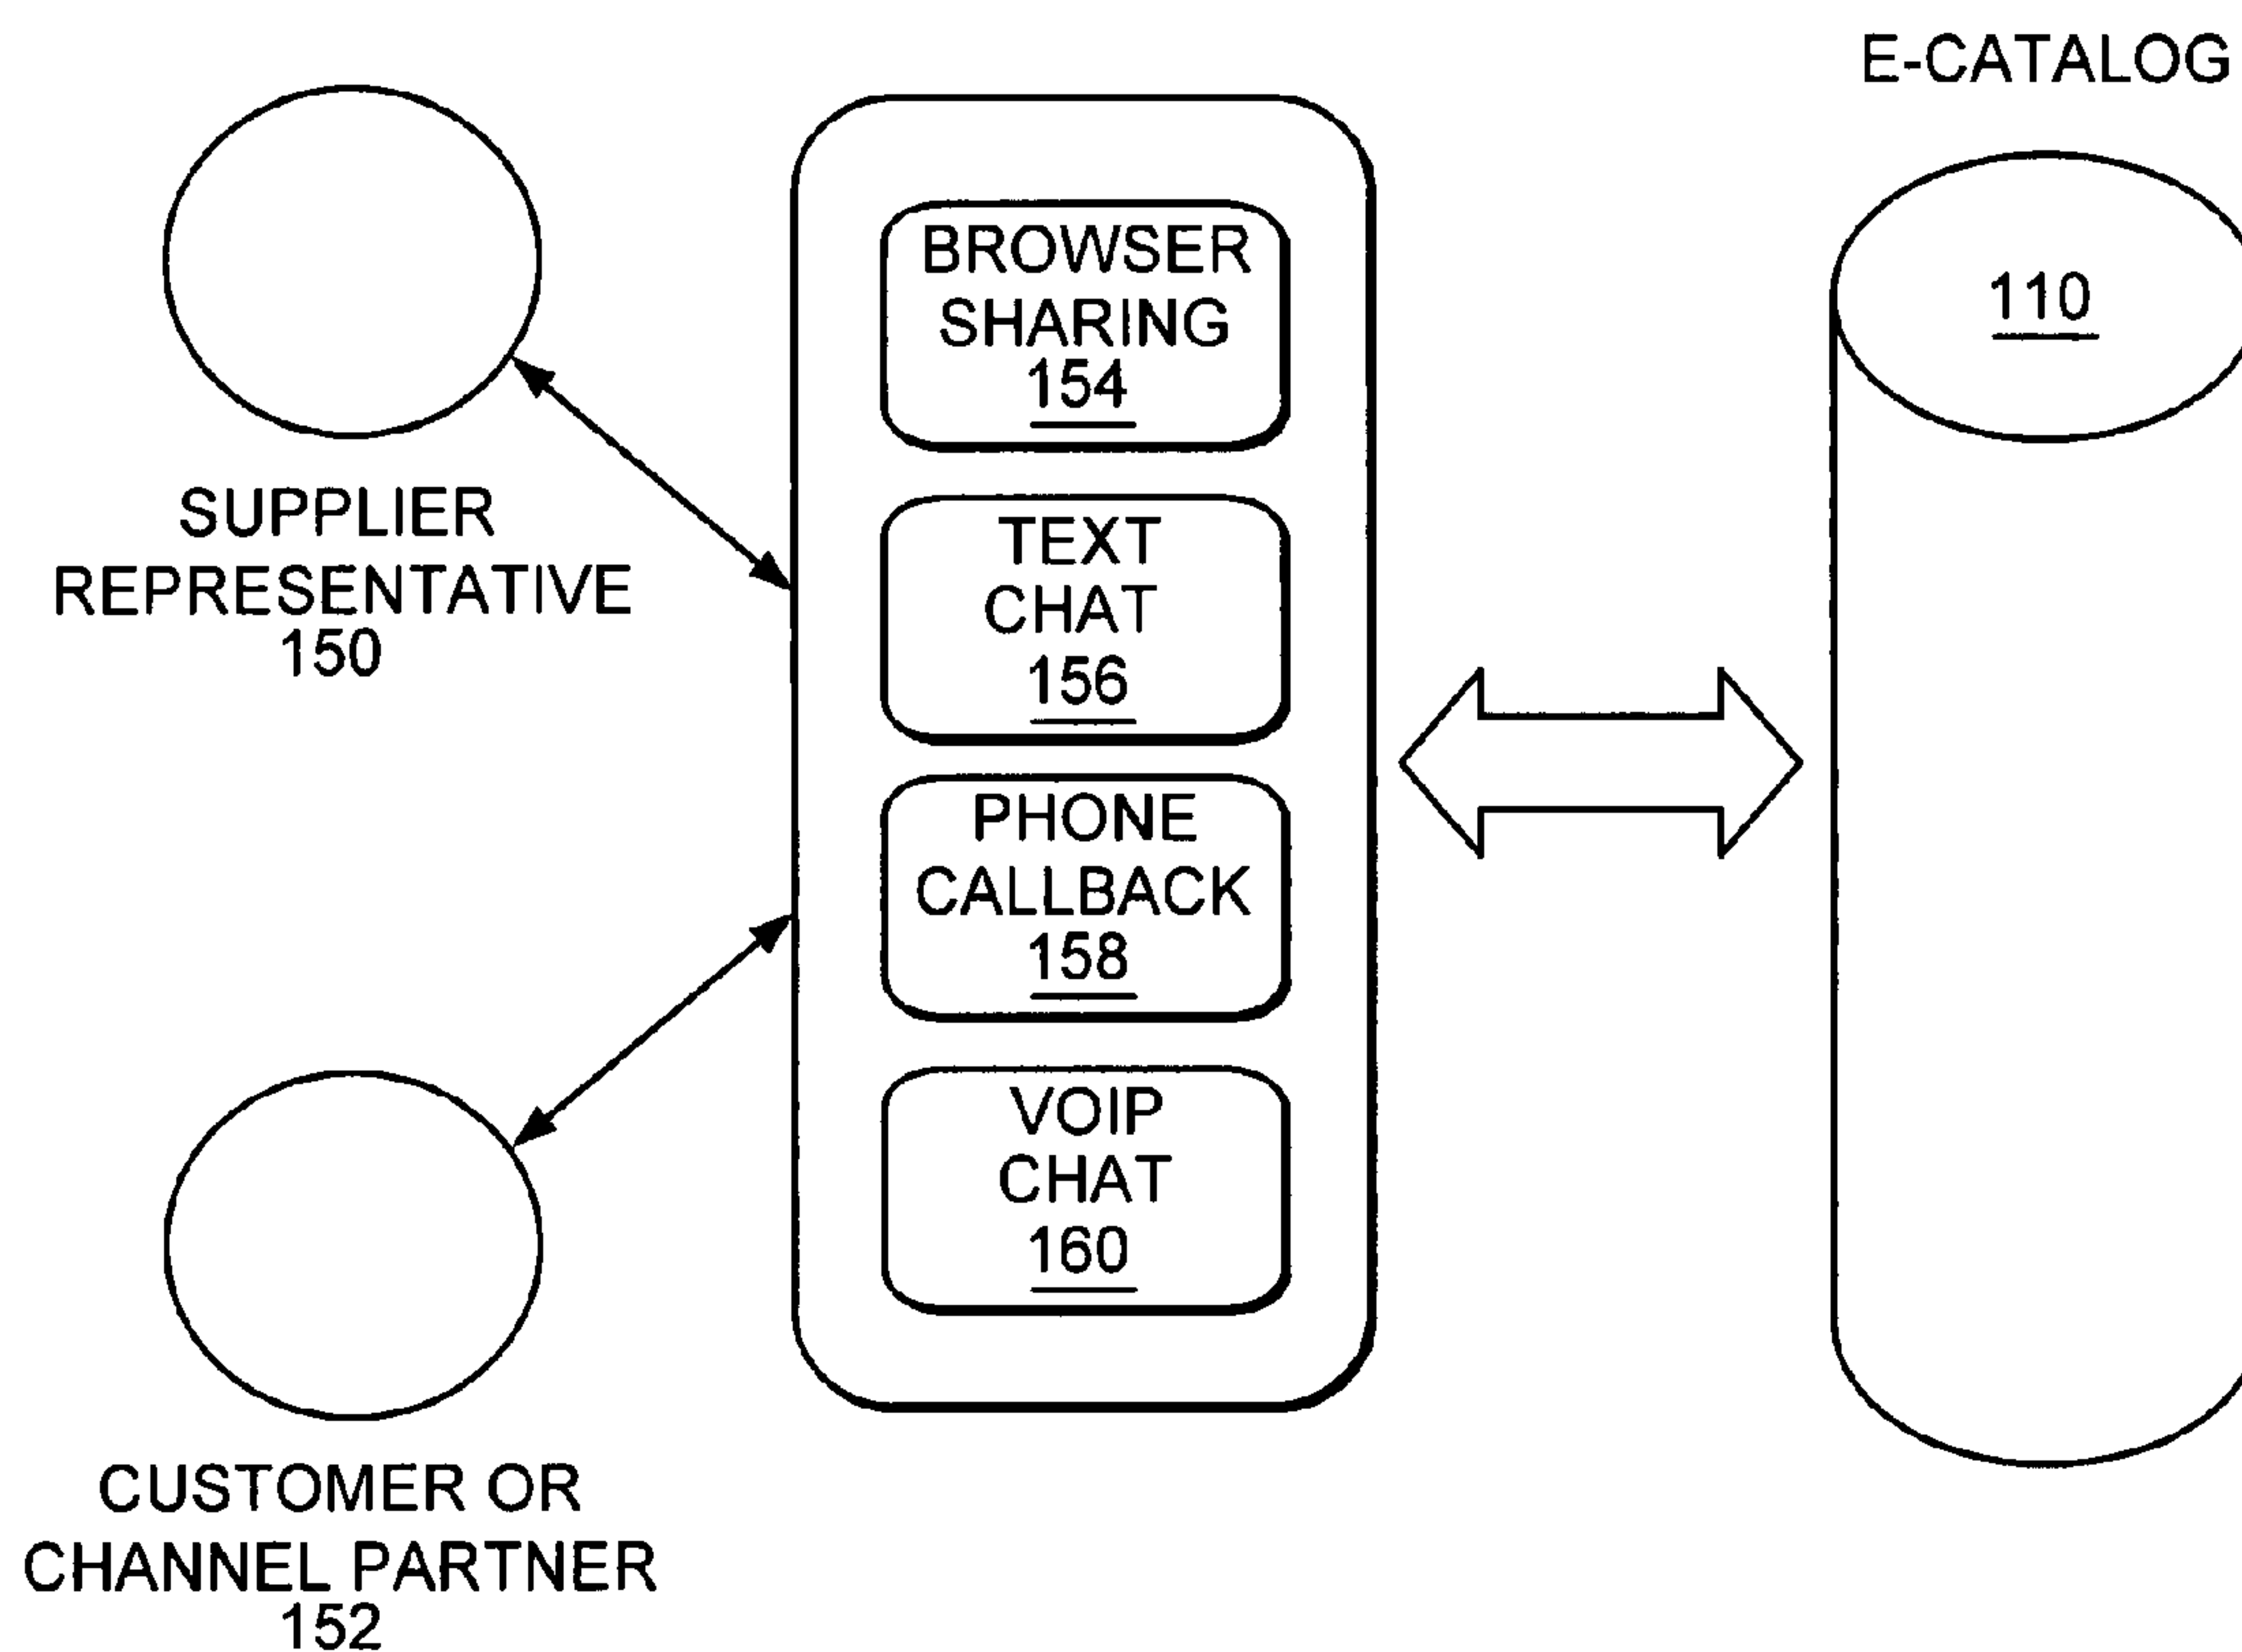 E-CATALOG
110
BROWSER
SHARING
154
SUPPLIER
REPRESENTATIVE
150
TEXT
CHAT
156
PHONE
CALLBACK
158
VOIP
CHAT
160
CUSTOMER OR
CHANNEL PARTNER
152